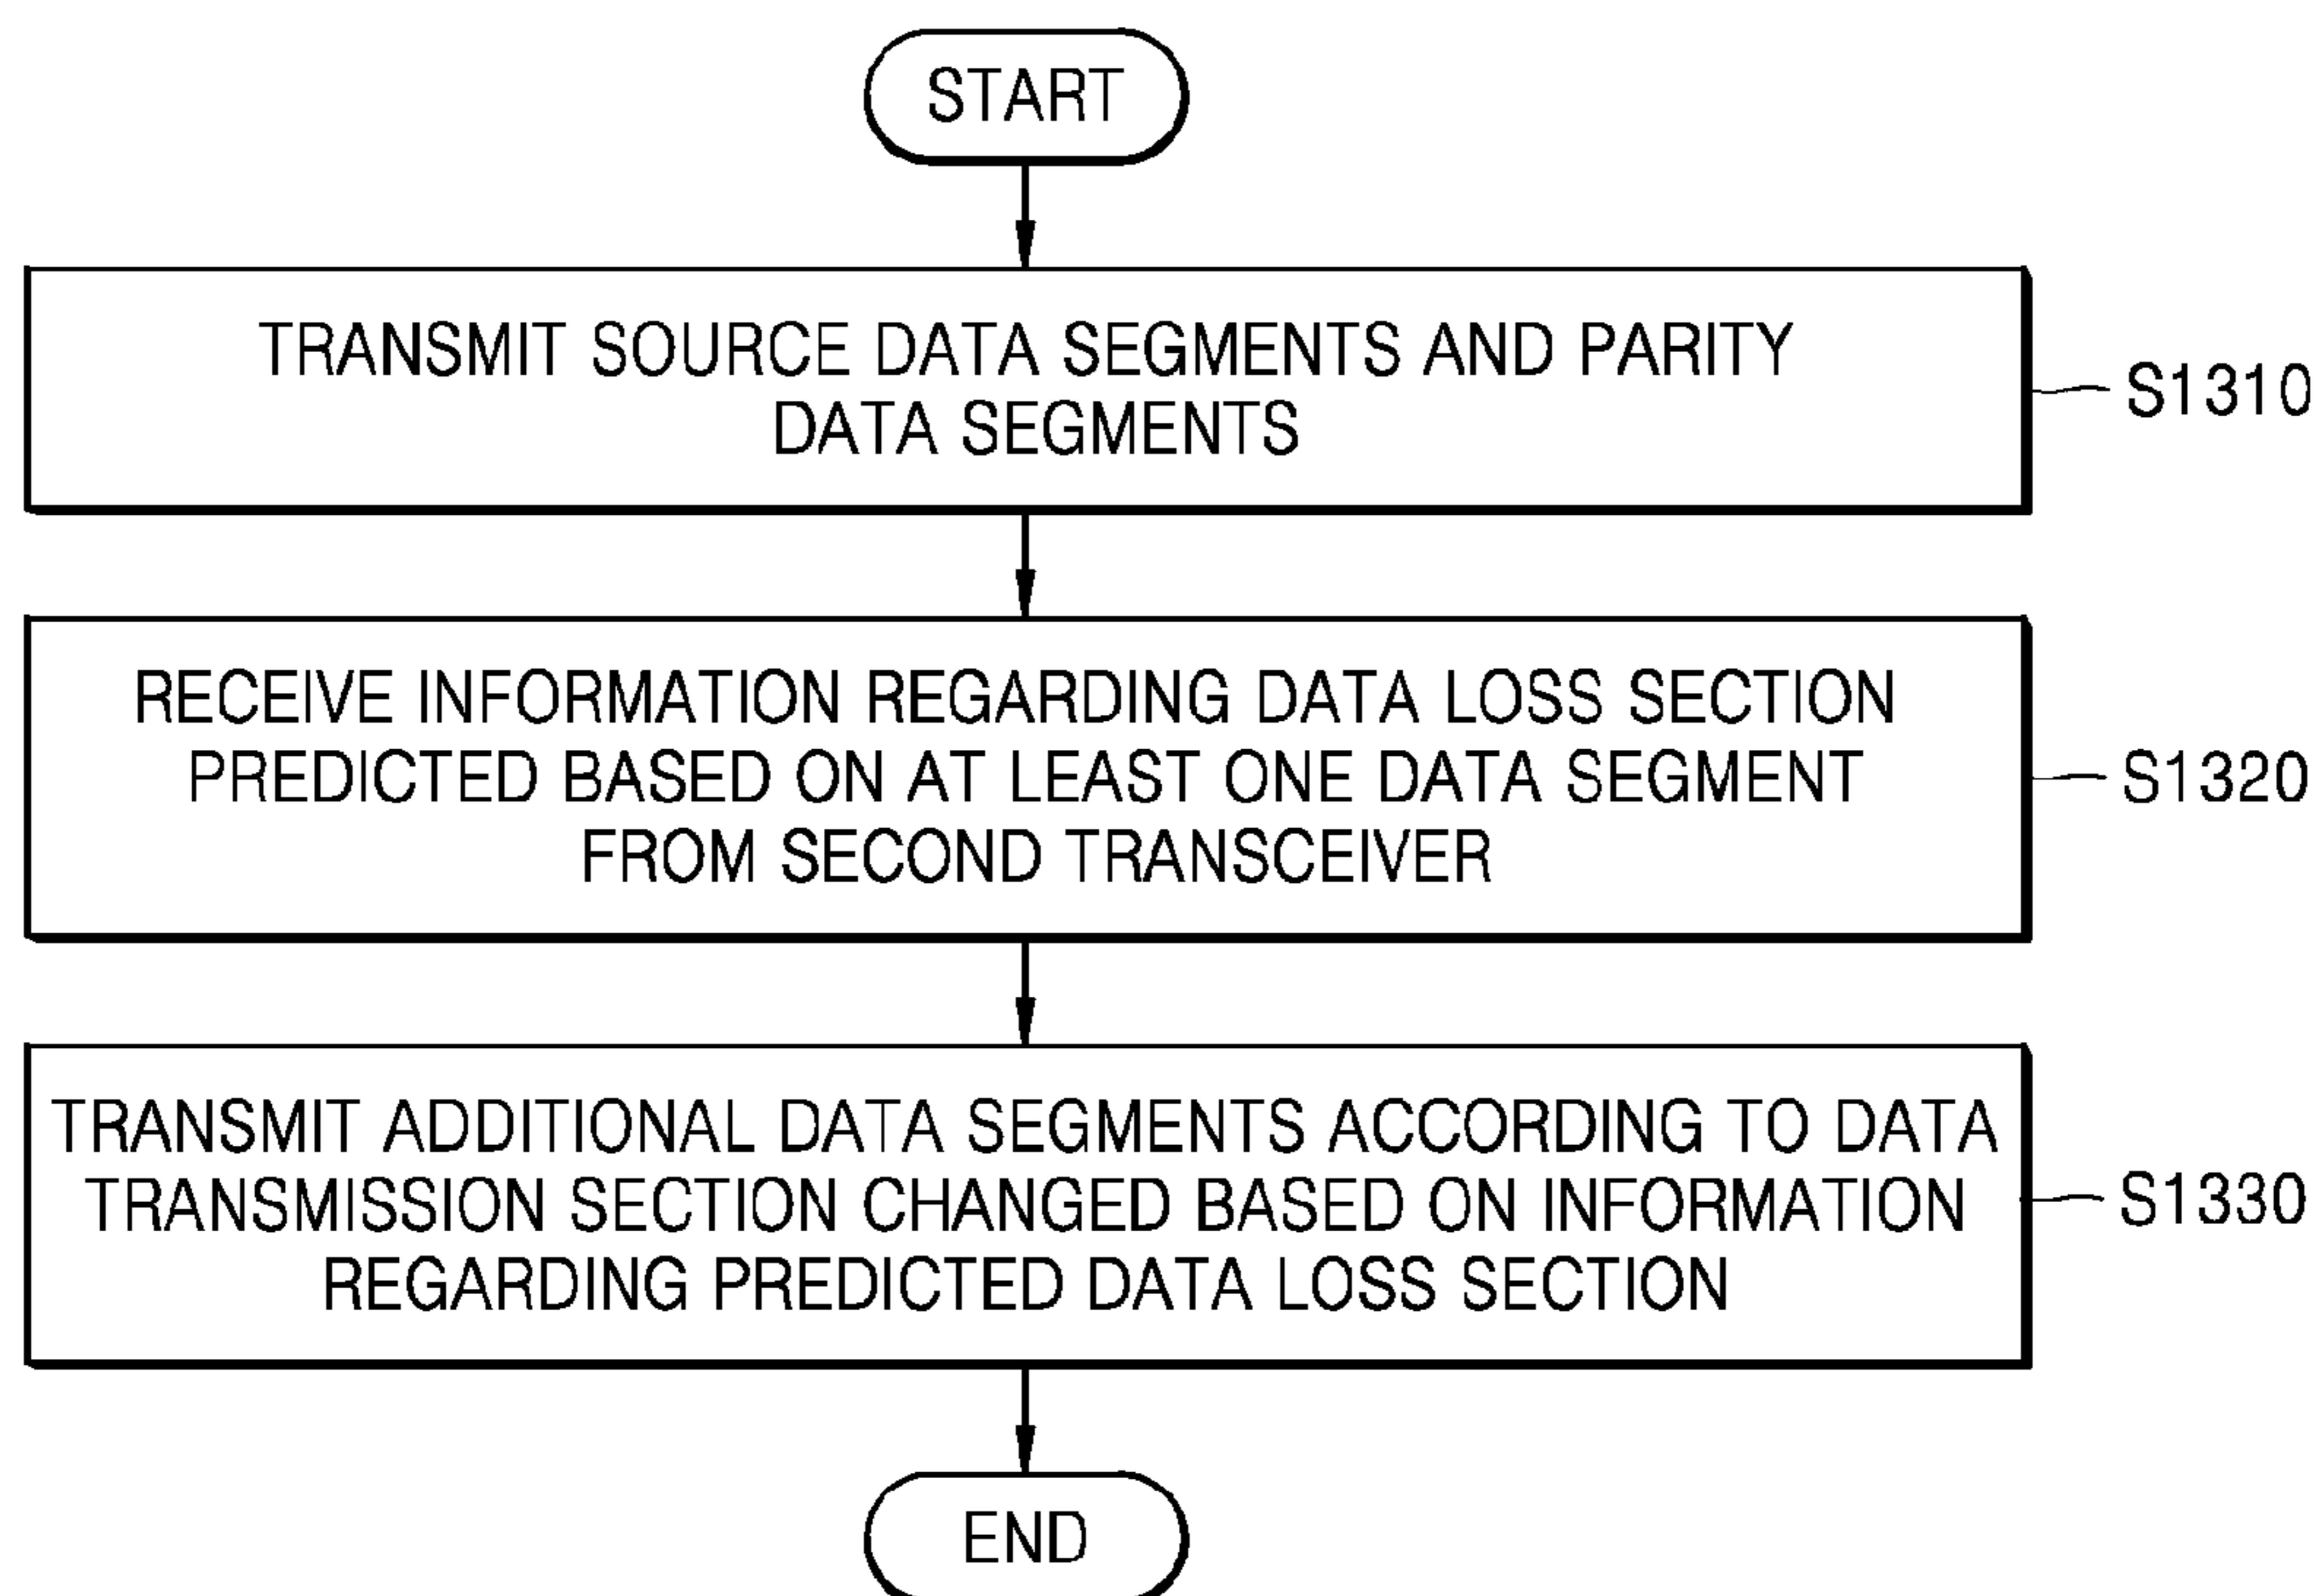 START
TRANSMIT SOURCE DATA SEGMENTS AND PARITY
DATA SEGMENTS
S1310
RECEIVE INFORMATION REGARDING DATA LOSS SECTION
PREDICTED BASED ON AT LEAST ONE DATA SEGMENT
FROM SECOND TRANSCEIVER
S1320
TRANSMIT ADDITIONAL DATA SEGMENTS ACCORDING TO DATA
TRANSMISSION SECTION CHANGED BASED ON INFORMATION
REGARDING PREDICTED DATA LOSS SECTION
S1330
END